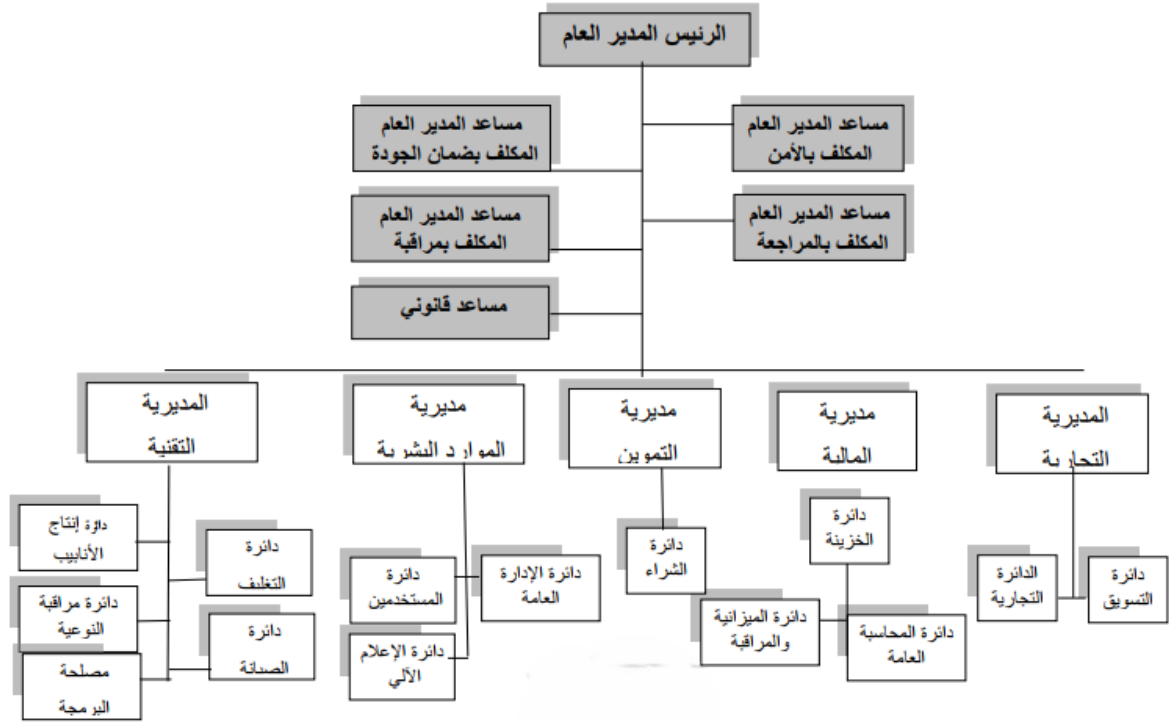 الرئيس المدير العام
مساعد المدير العام
المكلف بالأمن
مساعد المدير العام
المكلف بضمان الجودة
مساعد المدير العام
المكلف بالمراجعة
مساعد المدير العام
المكلف بمراقبة
مساعد قانوني
المديرية
التجارية
مديرية
المالية
مديرية
التموين
مديرية
الموارد البشرية
المديرية
التقنية
دائرة
التسويق
الدائرة
التجارية
دائرة
الخزينة
دائرة المحاسبة
العامة
دائرة الميزانية
والمراقبة
دائرة
الشراء
دائرة الإدارة
العامة
دائرة
المستخدمين
دائرة الإعلام
الآلي
دائرة
التغليف
دائرة
الصيانة
دائرة إنتاج
الأنابيب
دائرة مراقبة
النوعية
مصلحة
البرمجة